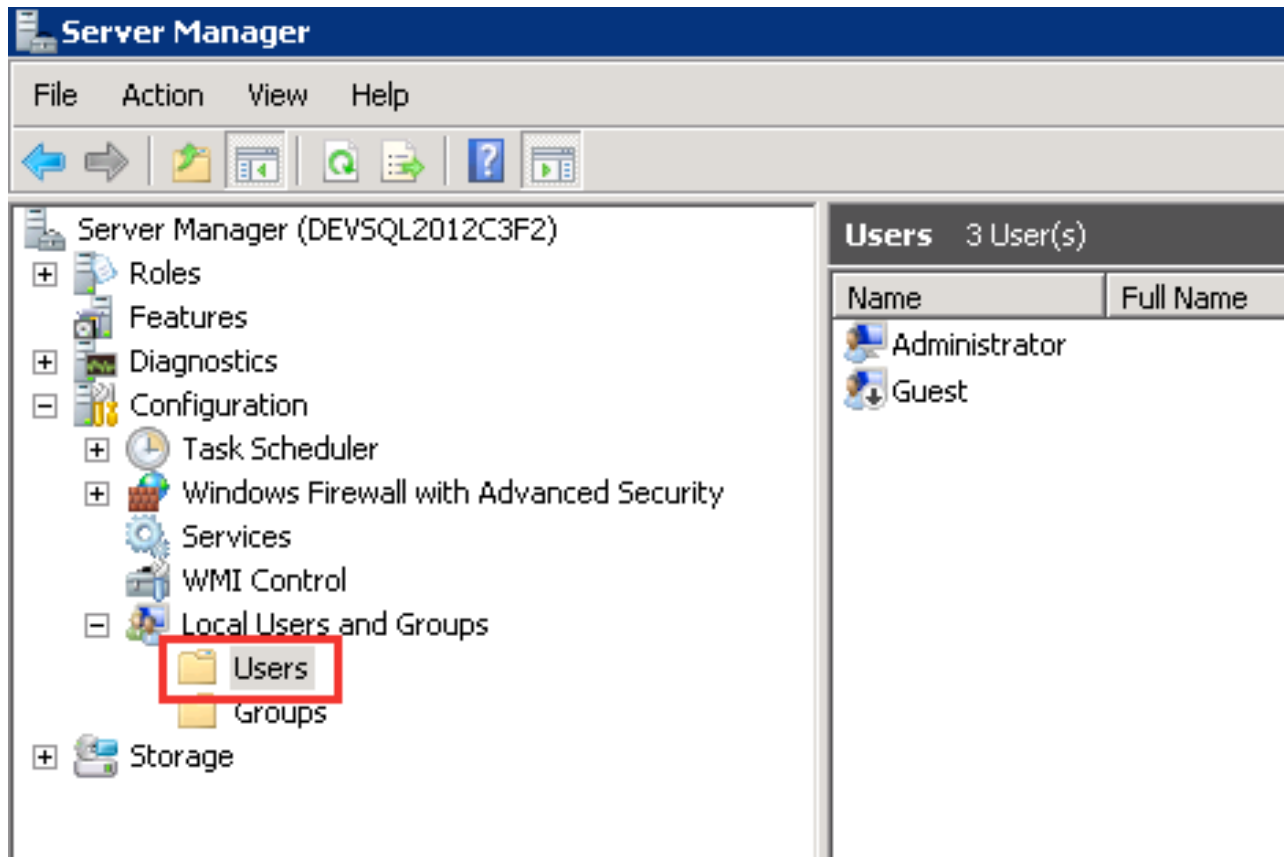 Server Manager
File Action View Help
Server Manager (DEVSQL2012C3F2)
Roles
Features
Diagnostics
Configuration
Task Scheduler
Windows Firewall with Advanced Security
Services
WMI Control
Local Users and Groups
Users
Groups
Storage
Users 3 User(s)
Name Full Name
Administrator
Guest